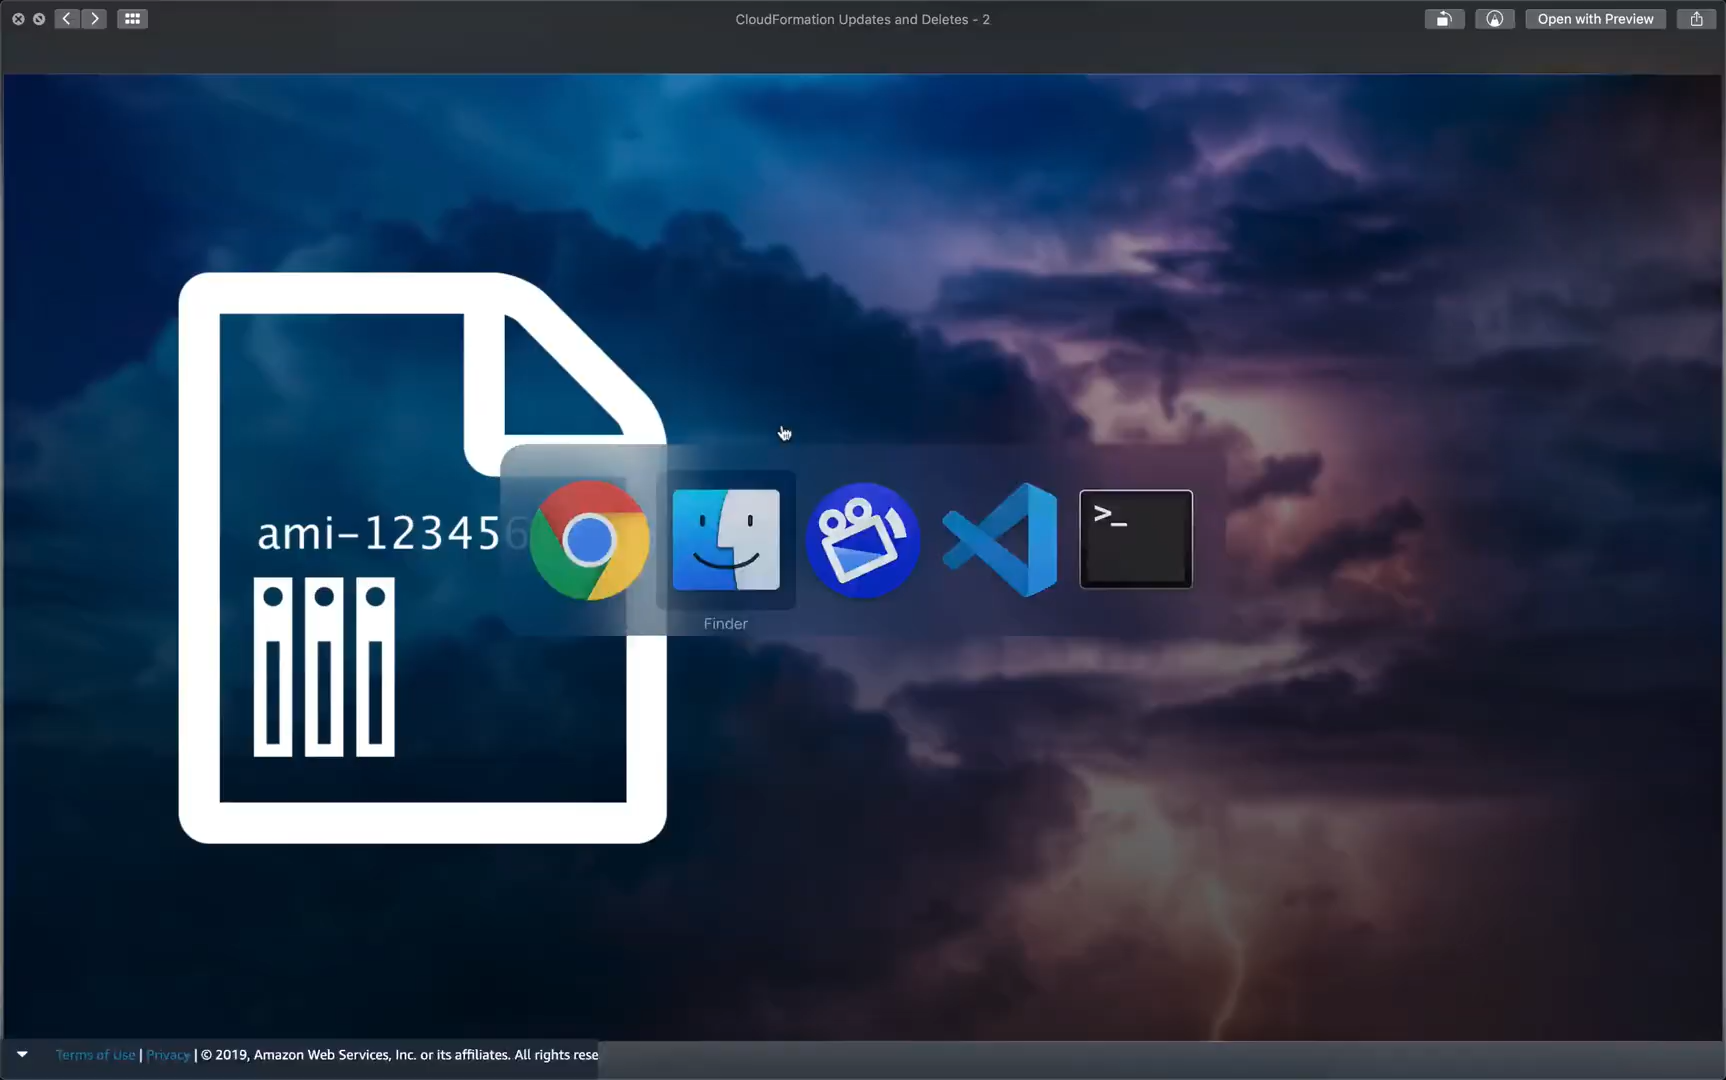 CloudFormation Updates and Deletes - 2
Open with Preview
ami-123456
>_
Finder
Terms of Use | Privacy | © 2019, Amazon Web Services, Inc. or its affiliates. All rights rese